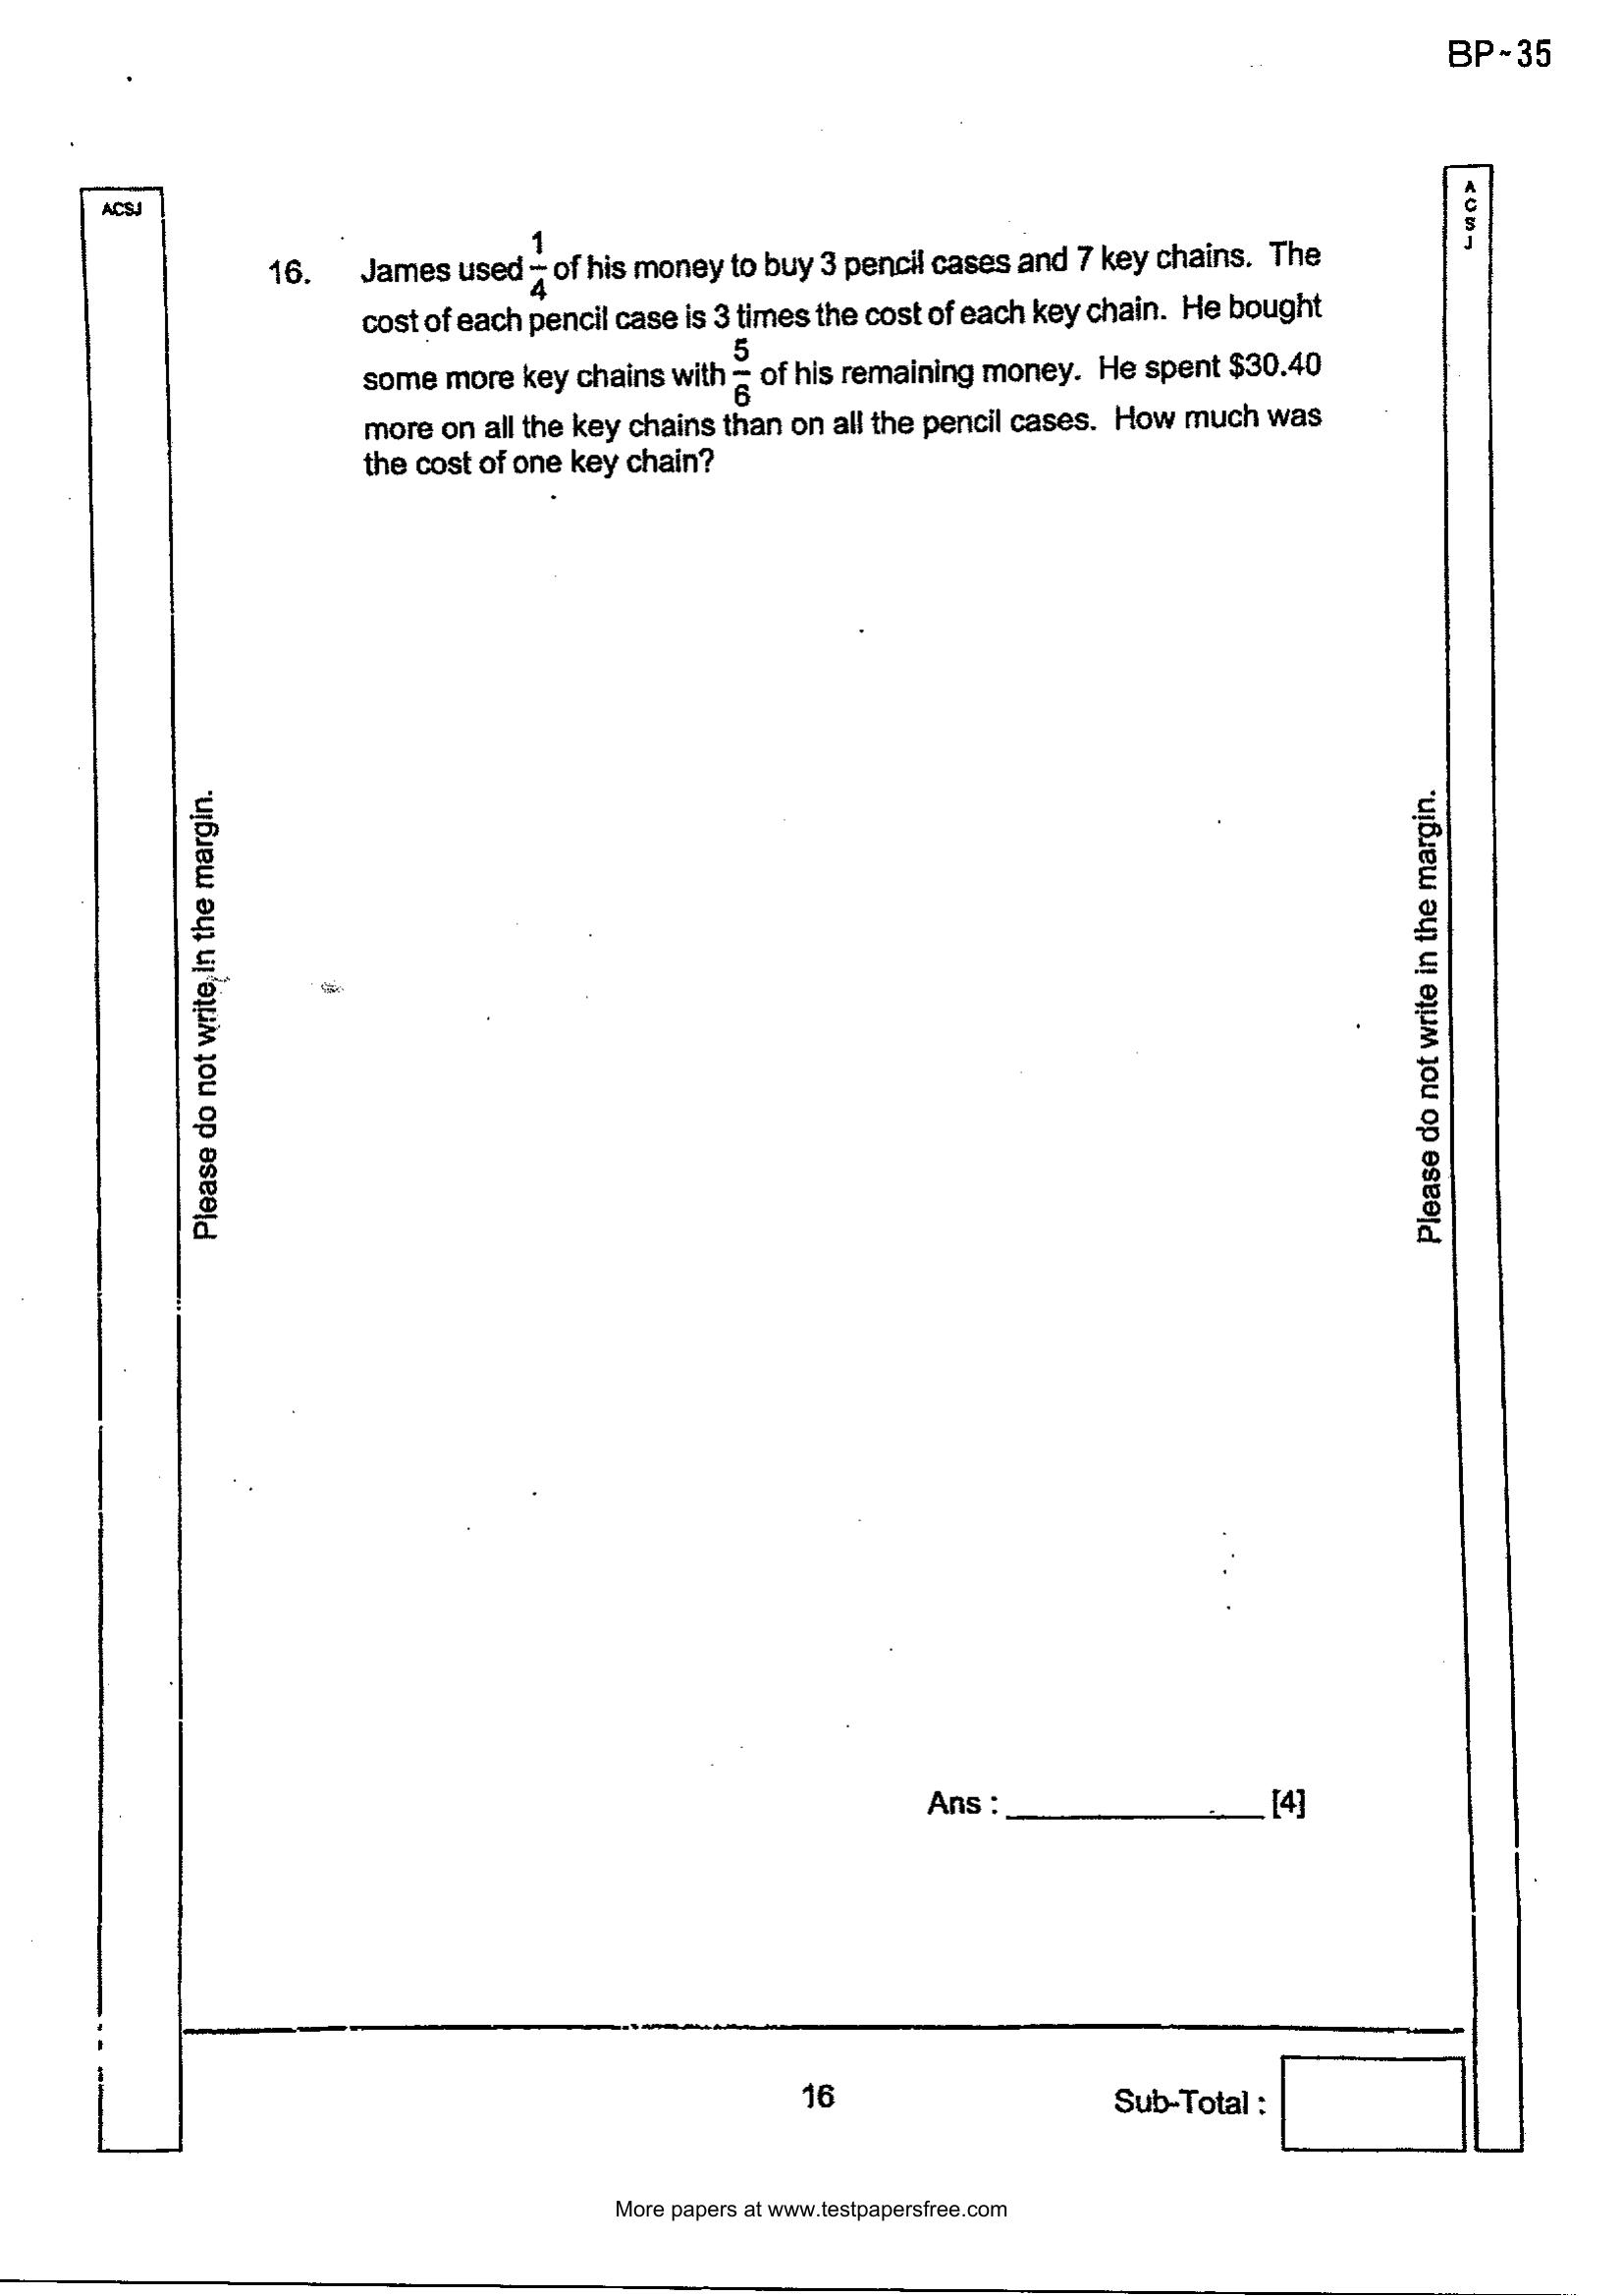 BP~35
ACSJ
A
C
S
J
16. James used 1/4 of his money to buy 3 pencil cases and 7 key chains. The
cost of each pencil case is 3 times the cost of each key chain. He bought
some more key chains with 5/6 of his remaining money. He spent $30.40
more on all the key chains than on all the pencil cases. How much was
the cost of one key chain?
Please do not write in the margin.
Please do not write in the margin.
Ans : ____________ [4]
16
Sub-Total :
More papers at www.testpapersfree.com